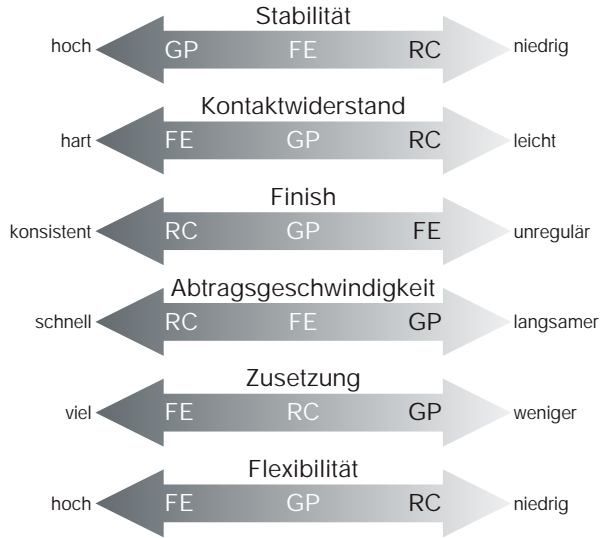 Stabilität
hoch GP FE RC niedrig
Kontaktwiderstand
hart FE GP RC leicht
Finish
konsistent RC GP FE unregulär
Abtragsgeschwindigkeit
schnell RC FE GP langsamer
Zusetzung
viel FE RC GP weniger
Flexibilität
hoch FE GP RC niedrig